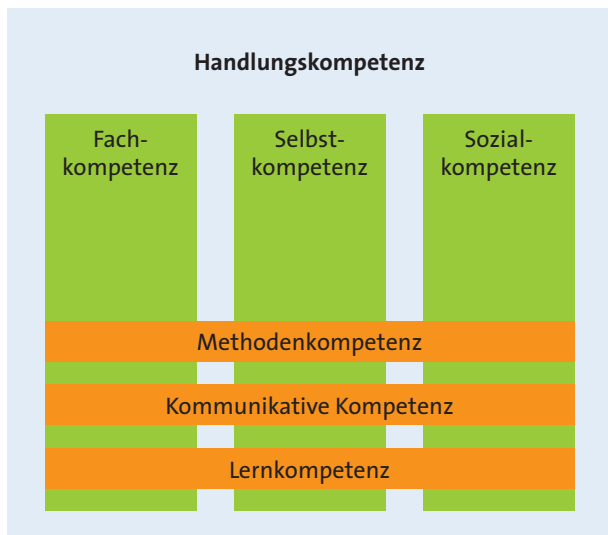 Handlungskompetenz
Fach-
kompetenz
Selbst-
kompetenz
Sozial-
kompetenz
Methodenkompetenz
Kommunikative Kompetenz
Lernkompetenz